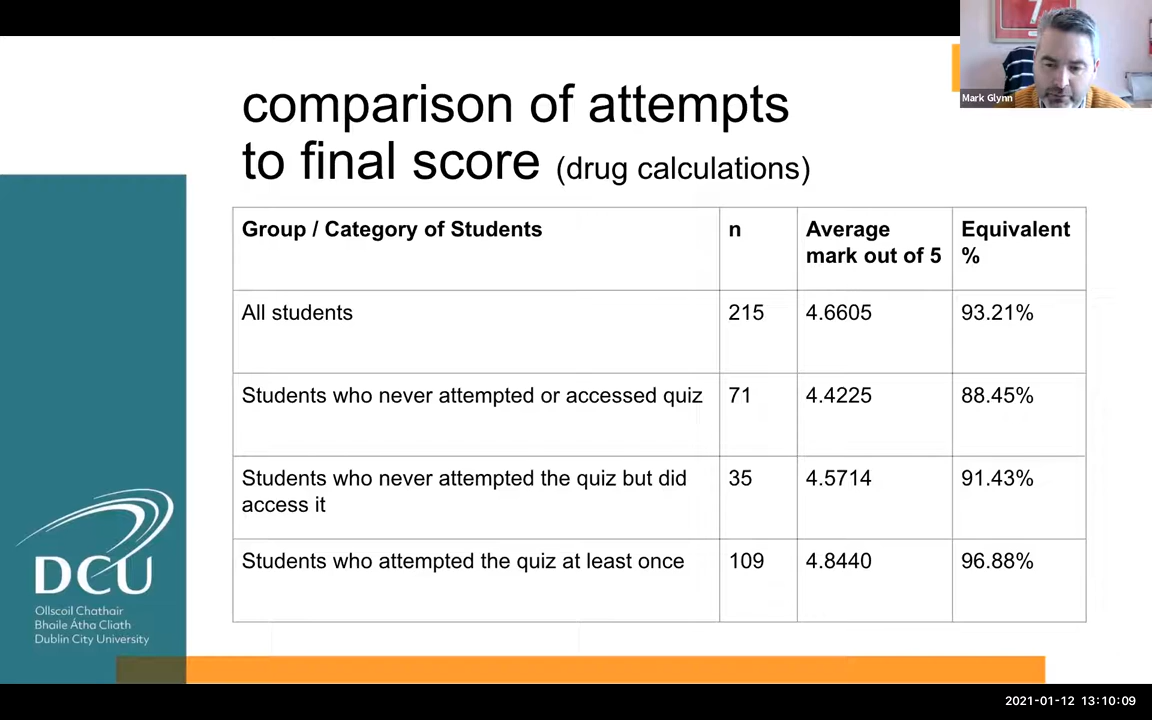 7
Mark Glynn
comparison of attempts
to final score (drug calculations)
Group / Category of Students n Average mark out of 5 Equivalent %
All students 215 4.6605 93.21%
Students who never attempted or accessed quiz 71 4.4225 88.45%
Students who never attempted the quiz but did access it 35 4.5714 91.43%
Students who attempted the quiz at least once 109 4.8440 96.88%
DCU
Ollscoil Chathair
Bhaile Átha Cliath
Dublin City University
2021-01-12 13:10:09